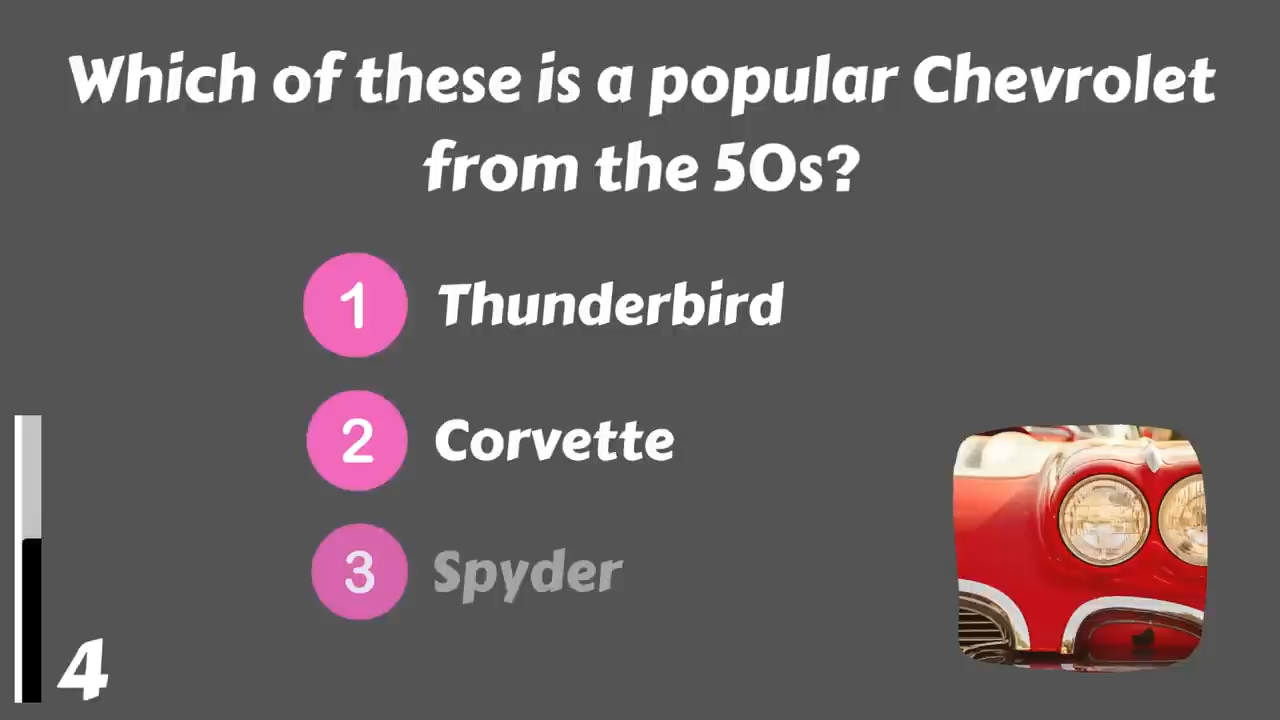 Which of these is a popular Chevrolet
from the 50s?
1 Thunderbird
2 Corvette
3 Spyder
4